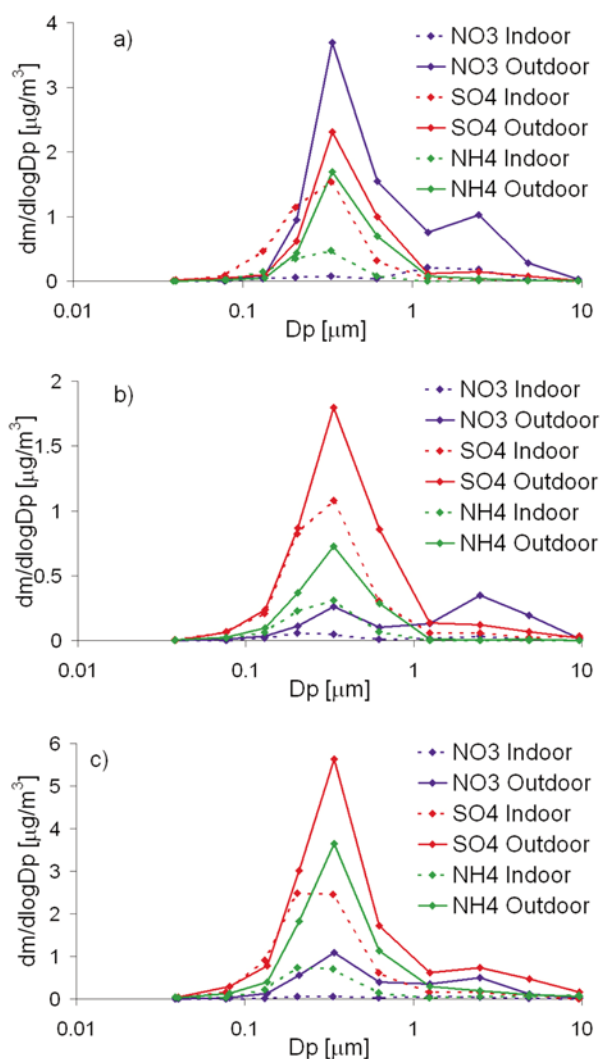 a)
4
3
2
1
0
dm/dlogDp [μg/m³]
NO3 Indoor
NO3 Outdoor
SO4 Indoor
SO4 Outdoor
NH4 Indoor
NH4 Outdoor
0.01 0.1 1 10
Dp [μm]
b)
2
1.5
1
0.5
0
dm/dlogDp [μg/m³]
NO3 Indoor
NO3 Outdoor
SO4 Indoor
SO4 Outdoor
NH4 Indoor
NH4 Outdoor
0.01 0.1 1 10
Dp [μm]
c)
6
5
4
3
2
1
0
dm/dlogDp [μg/m³]
NO3 Indoor
NO3 Outdoor
SO4 Indoor
SO4 Outdoor
NH4 Indoor
NH4 Outdoor
0.01 0.1 1 10
Dp [μm]